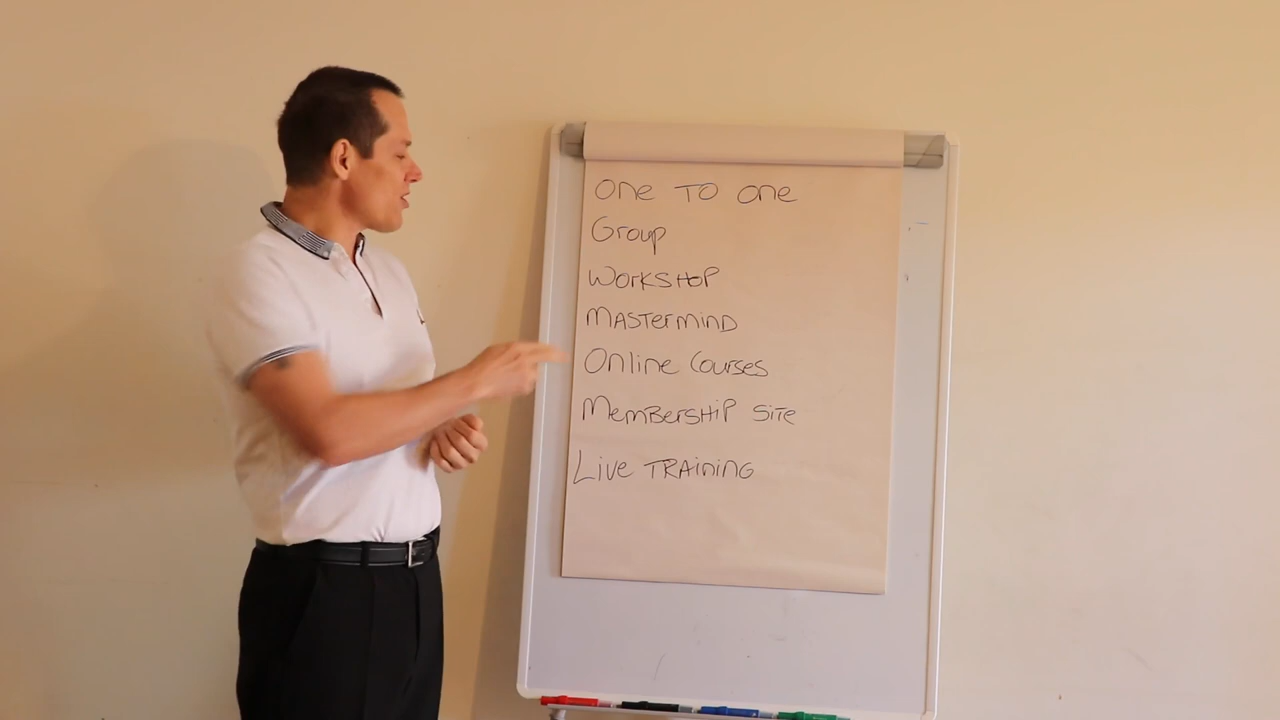 One TO One
Group
WORKSHOP
MASTERMIND
Online Courses
MemBersHiP SiTe
Live TRAining